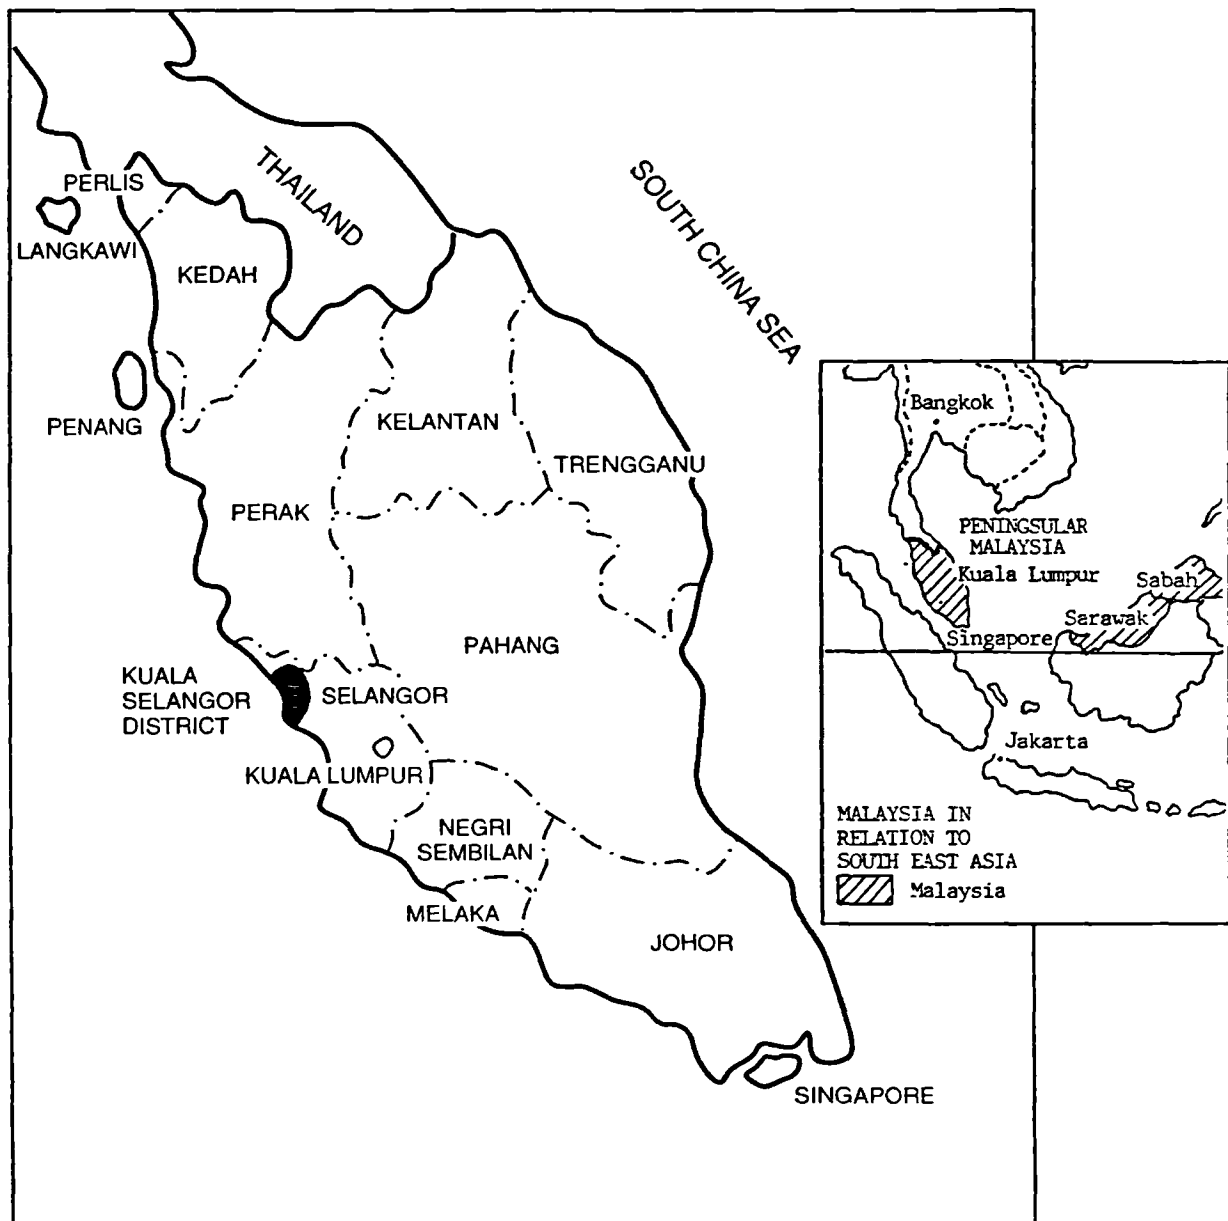 THAILAND
SOUTH CHINA SEA
PERLIS
LANGKAWI
KEDAH
PENANG
KELANTAN
TRENGGANU
PERAK
PAHANG
KUALA
SELANGOR
DISTRICT
SELANGOR
KUALA LUMPUR
NEGRI
SEMBILAN
MELAKA
JOHOR
SINGAPORE
Bangkok
PENINGSULAR
MALAYSIA
Kuala Lumpur
Sabah
Sarawak
Singapore
Jakarta
MALAYSIA IN
RELATION TO
SOUTH EAST ASIA
Malaysia